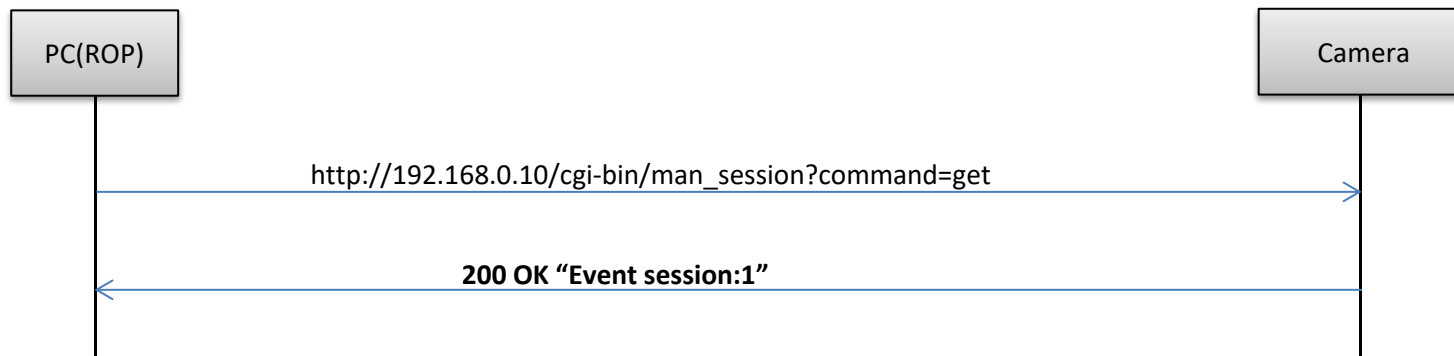 PC(ROP)
Camera
http://192.168.0.10/cgi-bin/man_session?command=get
200 OK “Event session:1”